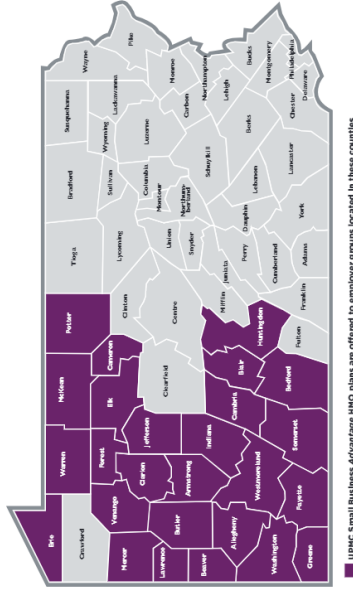 Erie
Crawford
Mercer
Lawrence
Beaver
Washington
Greene
Warren
Venango
Forest
Clarion
Butler
Armstrong
Allegheny
Westmoreland
Fayette
McKean
Elk
Jefferson
Indiana
Cambria
Somerset
Potter
Cameron
Clearfield
Blair
Bedford
Huntingdon
Fulton
Franklin
Tioga
Clinton
Centre
Mifflin
Juniata
Lycoming
Union
Snyder
Perry
Cumberland
Adams
Bradford
Sullivan
Columbia
Montour
Northum-
berland
Dauphin
York
Susquehanna
Wyoming
Lackawanna
Luzerne
Schuylkill
Lebanon
Lancaster
Wayne
Pike
Monroe
Carbon
Northampton
Lehigh
Berks
Bucks
Montgomery
Philadelphia
Chester
Delaware
UPMC Small Business Advantage HMO plans are offered to employer groups located in these counties